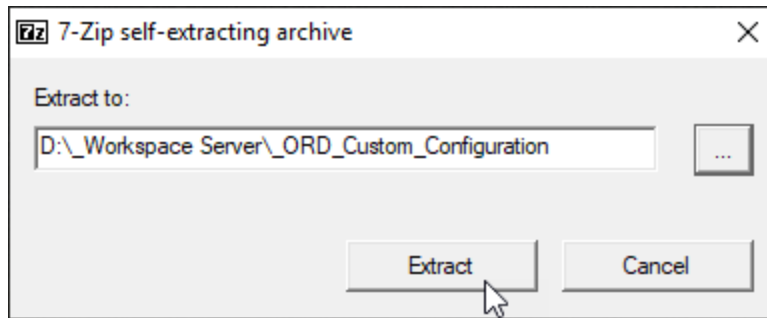 7z 7-Zip self-extracting archive
Extract to:
D:\_Workspace Server\_ORD_Custom_Configuration
...
Extract
Cancel